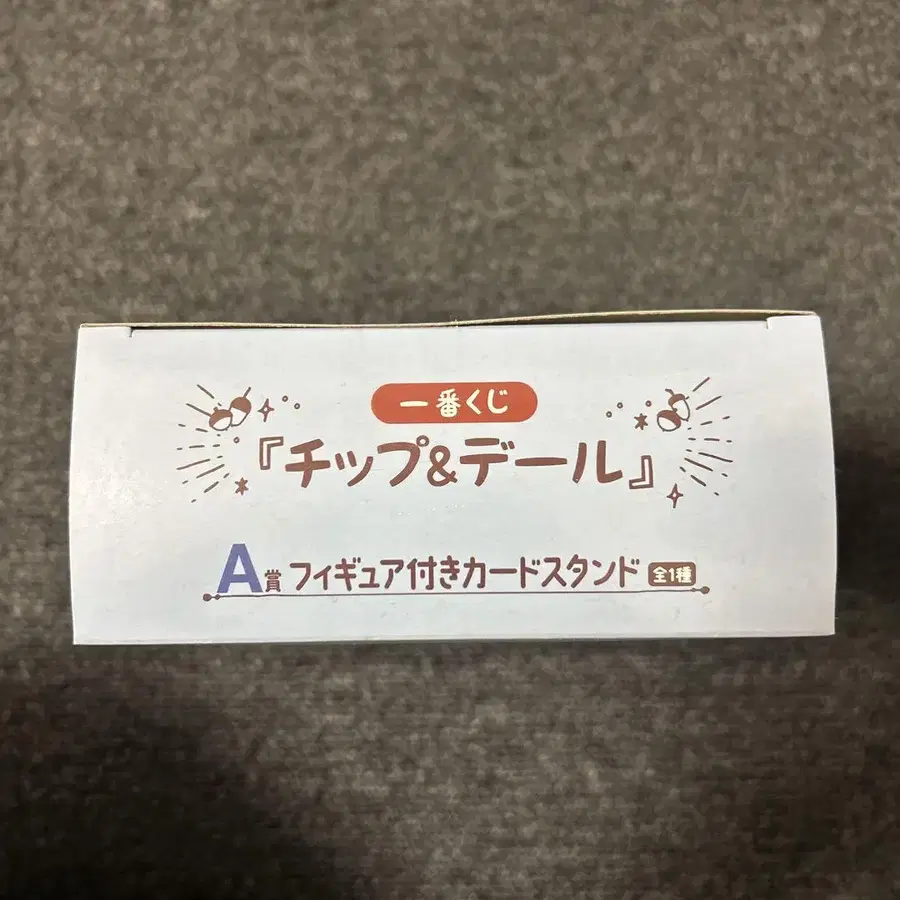 一番くじ
『チップ&デール』
A賞 フィギュア付きカードスタンド 全1種